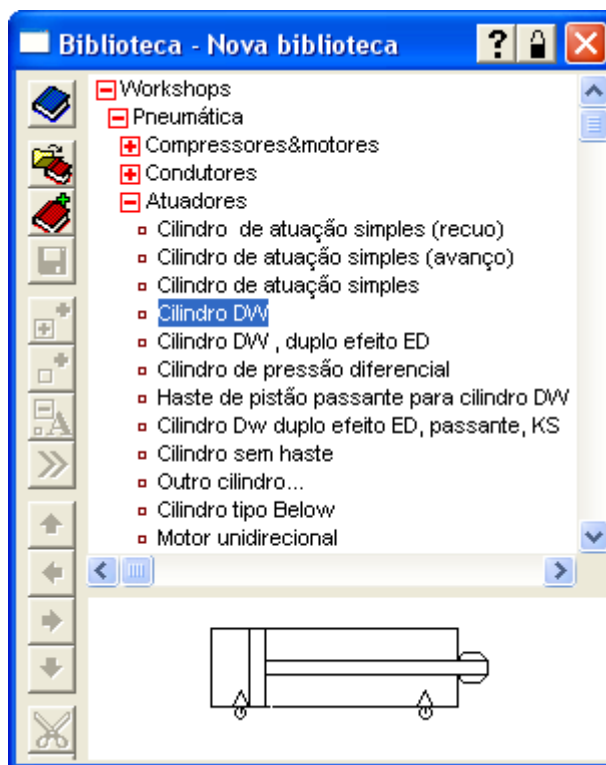 Biblioteca - Nova biblioteca
Workshops
Pneumática
Compressores&motores
Condutores
Atuadores
Cilindro de atuação simples (recuo)
Cilindro de atuação simples (avanço)
Cilindro de atuação simples
Cilindro DW
Cilindro DW , duplo efeito ED
Cilindro de pressão diferencial
Haste de pistão passante para cilindro DW
Cilindro Dw duplo efeito ED, passante, KS
Cilindro sem haste
Outro cilindro...
Cilindro tipo Below
Motor unidirecional